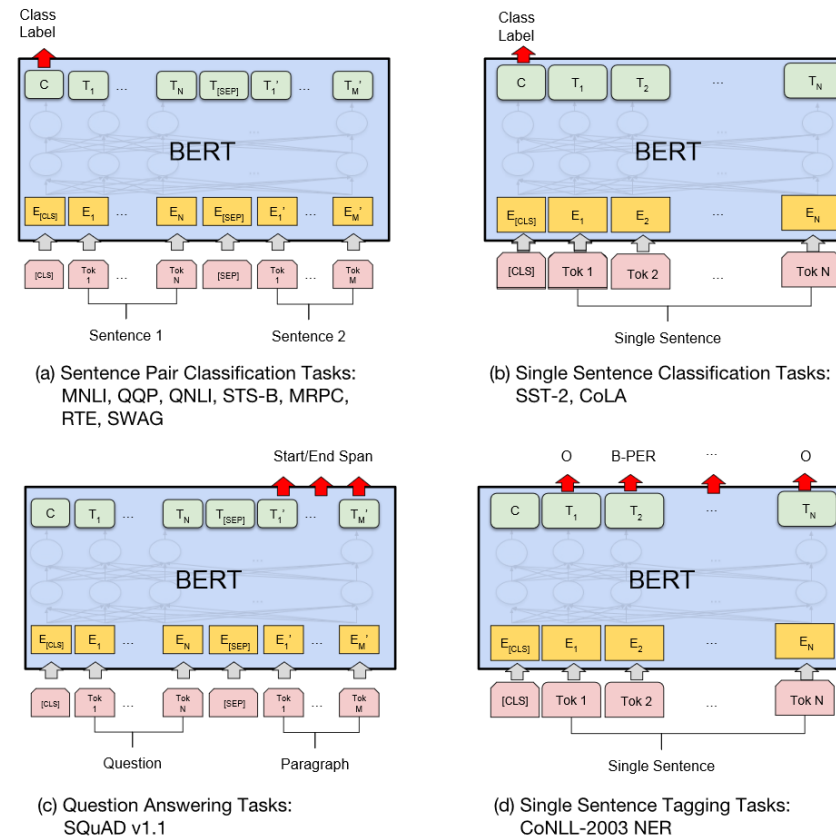 Class
Label
C T1 ... TN T[SEP] T1' ... TM'
...
BERT
...
E[CLS] E1 ... EN E[SEP] E1' ... EM'
[CLS] Tok 1 ... Tok N [SEP] Tok 1 ... Tok M
Sentence 1 Sentence 2
(a) Sentence Pair Classification Tasks:
MNLI, QQP, QNLI, STS-B, MRPC,
RTE, SWAG
Class
Label
C T1 T2 ... TN
...
BERT
...
E[CLS] E1 E2 ... EN
[CLS] Tok 1 Tok 2 ... Tok N
Single Sentence
(b) Single Sentence Classification Tasks:
SST-2, CoLA
Start/End Span
C T1 ... TN T[SEP] T1' ... TM'
...
BERT
...
E[CLS] E1 ... EN E[SEP] E1' ... EM'
[CLS] Tok 1 ... Tok N [SEP] Tok 1 ... Tok M
Question Paragraph
(c) Question Answering Tasks:
SQuAD v1.1
O B-PER ... O
C T1 T2 ... TN
...
BERT
...
E[CLS] E1 E2 ... EN
[CLS] Tok 1 Tok 2 ... Tok N
Single Sentence
(d) Single Sentence Tagging Tasks:
CoNLL-2003 NER